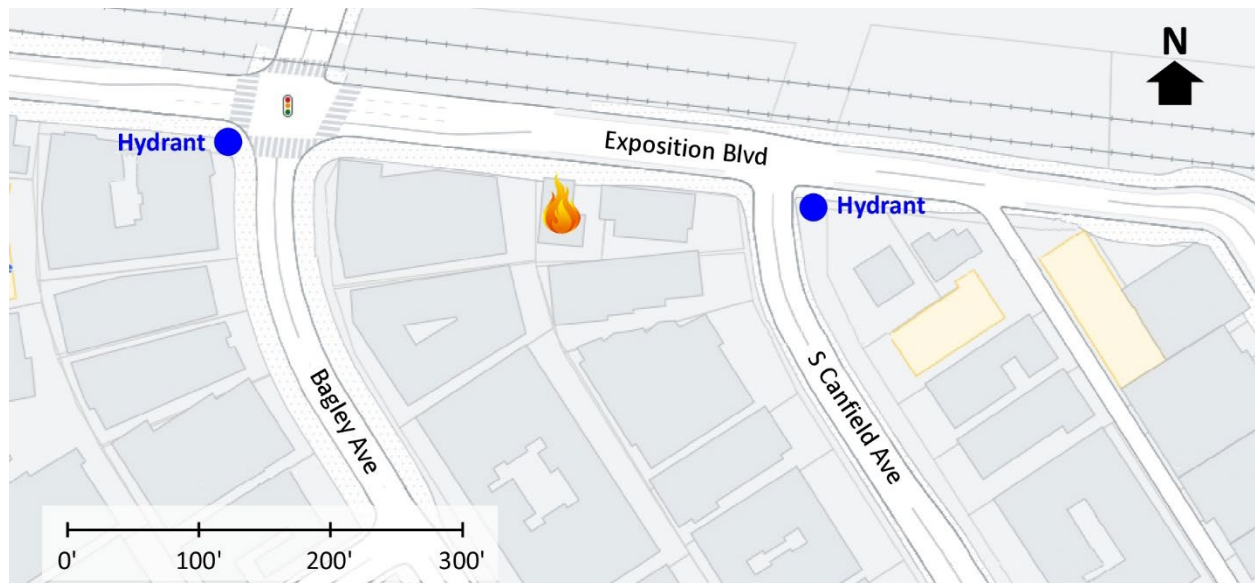 N
Hydrant
Exposition Blvd
Hydrant
Bagley Ave
S Canfield Ave
0' 100' 200' 300'